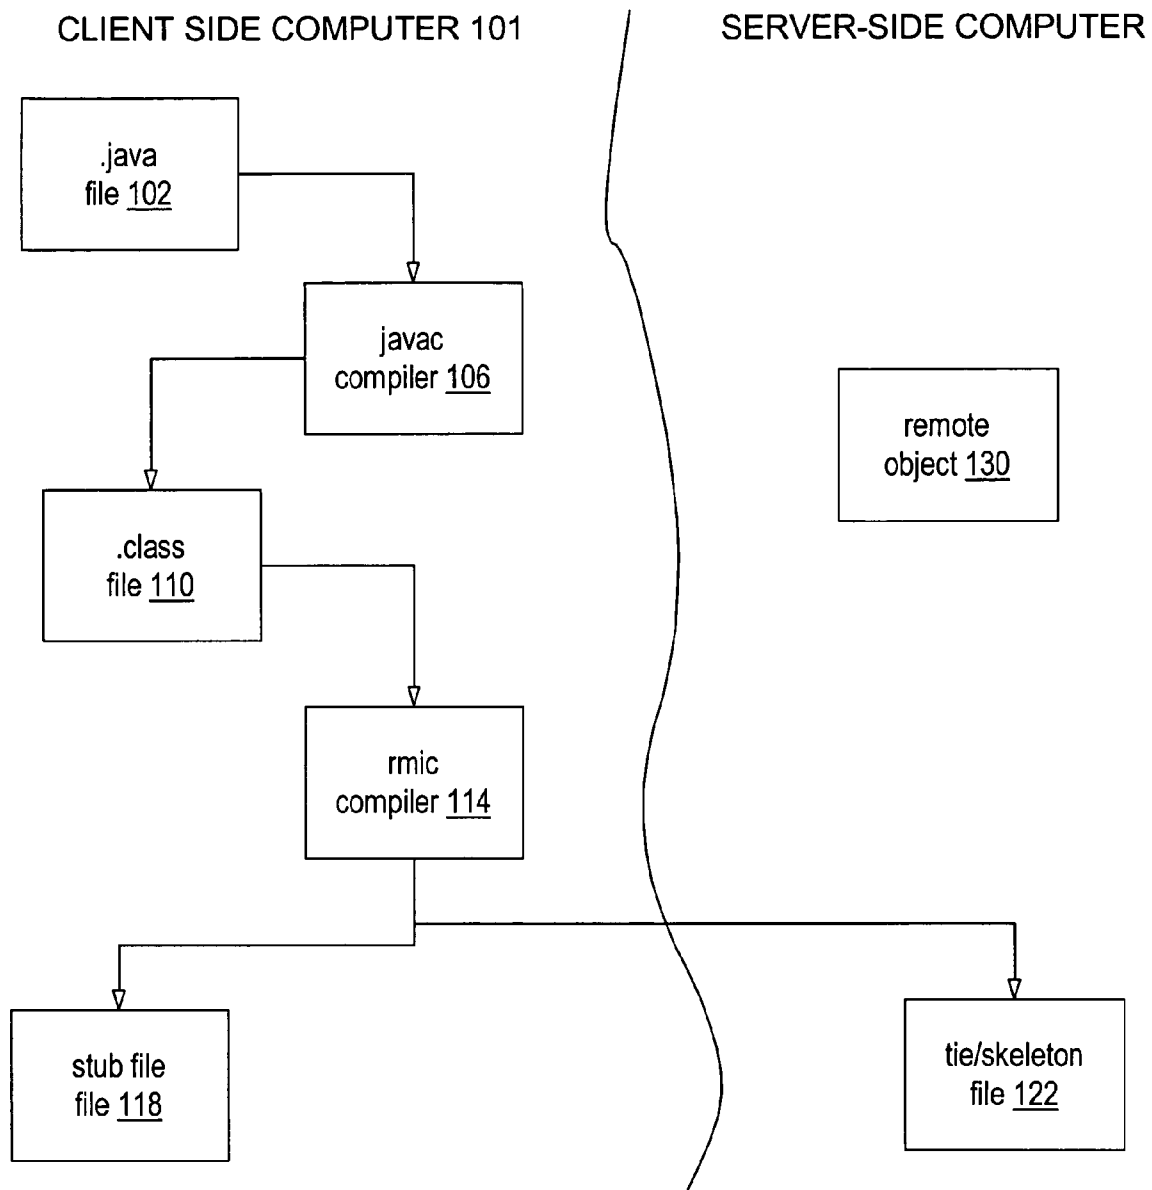 CLIENT SIDE COMPUTER 101
SERVER-SIDE COMPUTER
.java
file 102
javac
compiler 106
remote
object 130
.class
file 110
rmic
compiler 114
stub file
file 118
tie/skeleton
file 122